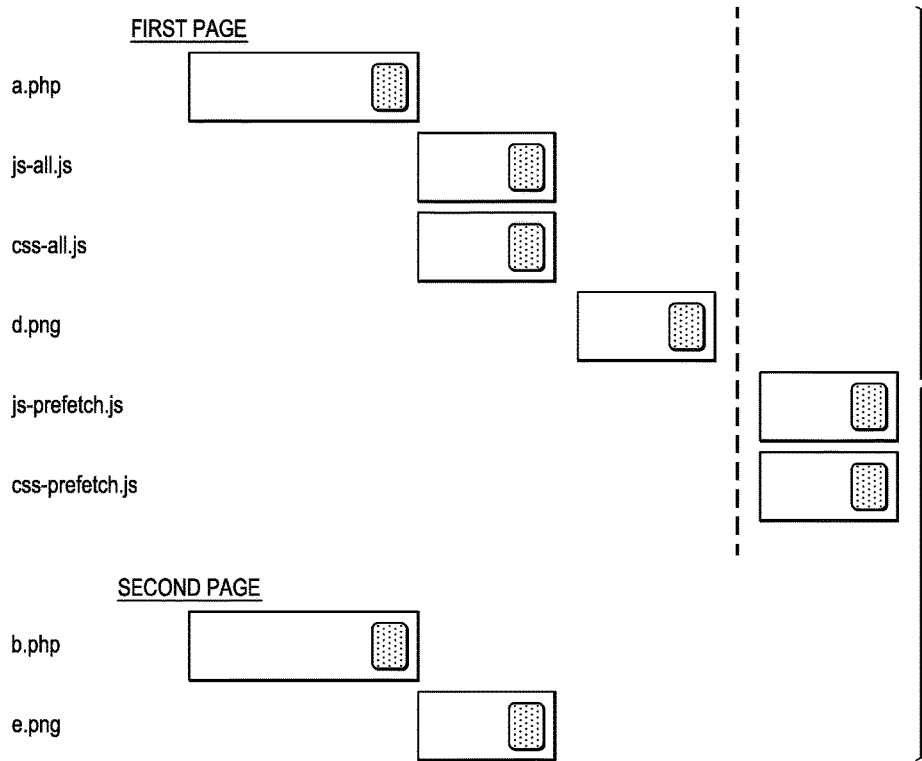 FIRST PAGE
a.php
js-all.js
css-all.js
d.png
js-prefetch.js
css-prefetch.js
SECOND PAGE
b.php
e.png